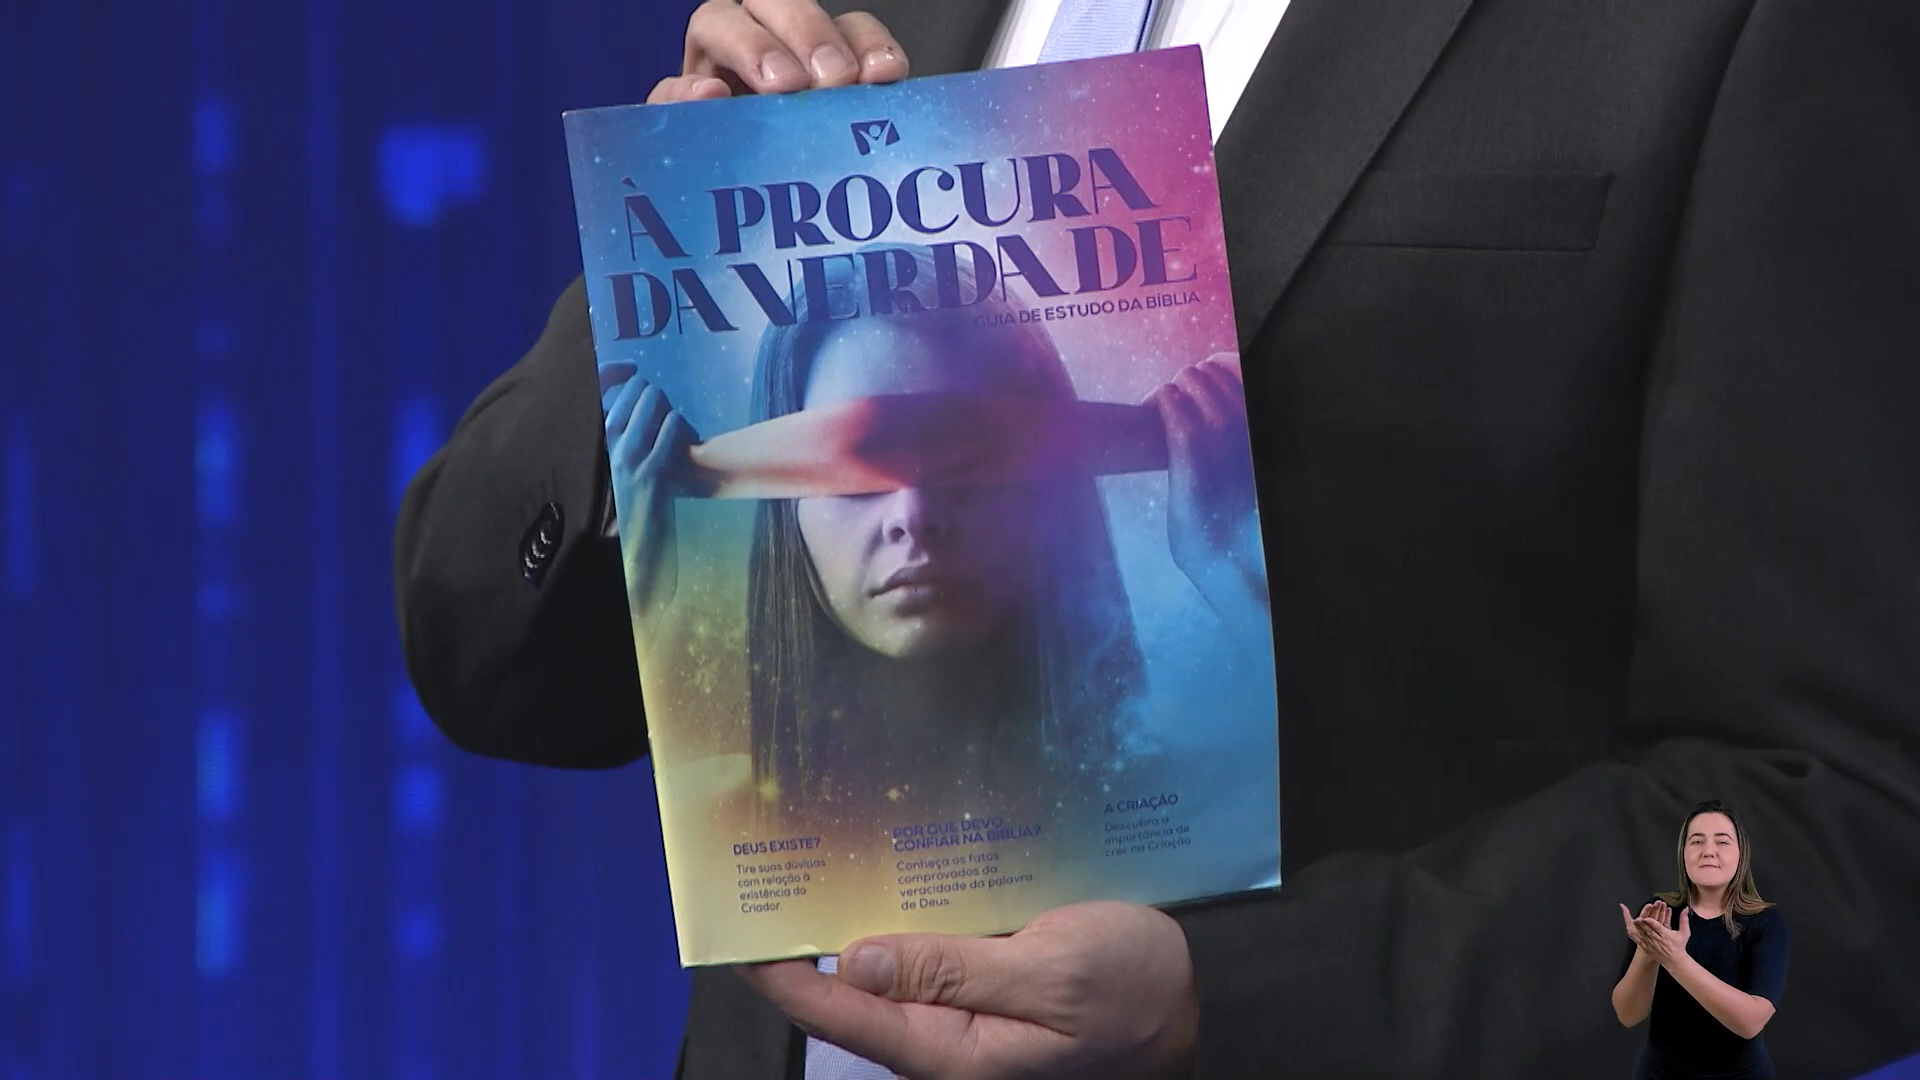 À PROCURA
DA VERDADE
GUIA DE ESTUDO DA BÍBLIA
DEUS EXISTE?
Tire suas dúvidas
com relação à
existência do
Criador.
POR QUE DEVO
CONFIAR NA BÍBLIA?
Conheça os fatos
comprovados da
veracidade da palavra
de Deus.
A CRIAÇÃO
Descubra a
importância de
crer na Criação.